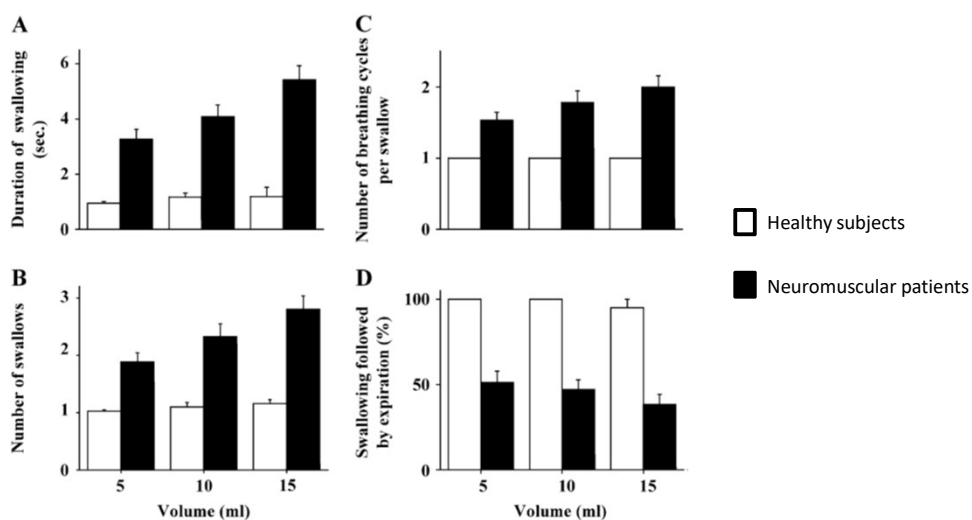 A
Duration of swallowing
(sec.)
6
4
2
0
C
Number of breathing cycles
per swallow
2
1
0
B
Number of swallows
3
2
1
0
5
10
15
Volume (ml)
D
Swallowing followed
by expiration (%)
100
50
0
5
10
15
Volume (ml)
Healthy subjects
Neuromuscular patients